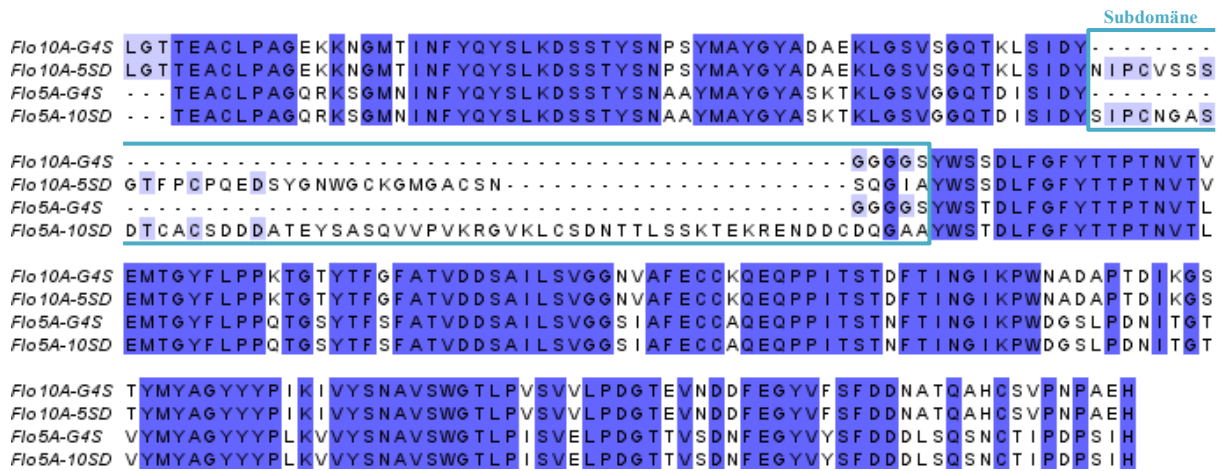 Subdomäne
Flo10A-G4S LGTTEACLPAGEKKNGMTINFYQYSLKDSSTYSNPSYMAYGYADAEKLGSVSGQTKLSIDY--------
Flo10A-5SD LGTTEACLPAGEKKNGMTINFYQYSLKDSSTYSNPSYMAYGYADAEKLGSVSGQTKLSIDYNIPCVSSS
Flo5A-G4S ---TEACLPAGQRKSGMNINFYQYSLKDSSTYSNAAYMAYGYASKTKLGSVGGQTDISIDY--------
Flo5A-10SD ---TEACLPAGQRKSGMNINFYQYSLKDSSTYSNAAYMAYGYASKTKLGSVGGQTDISIDYSIPCNGAS
Flo10A-G4S ----------------------------------------------GGGGSYWSSDLFGFYTTPTNVTV
Flo10A-5SD GTFPCPQEDSYGNWGCKGMGACSN----------------------SQGIAYWSSDLFGFYTTPTNVTV
Flo5A-G4S ----------------------------------------------GGGGSYWSTDLFGFYTTPTNVTL
Flo5A-10SD DTCACSDDDATEYSASQVVPVKRGVKLCSDNTTLSSKTEKRENDDCDQGAAYWSTDLFGFYTTPTNVTL
Flo10A-G4S EMTGYFLPPKTGTYTFGFATVDDSAILSVGGNVAFECCKQEQPPITSTDFTINGIKPWNADAPTDIKGS
Flo10A-5SD EMTGYFLPPKTGTYTFGFATVDDSAILSVGGNVAFECCKQEQPPITSTDFTINGIKPWNADAPTDIKGS
Flo5A-G4S EMTGYFLPPQTGSYTFSFATVDDSAILSVGGSIAFECCAQEQPPITSTNFTINGIKPWDGSLPDNITGT
Flo5A-10SD EMTGYFLPPQTGSYTFSFATVDDSAILSVGGSIAFECCAQEQPPITSTNFTINGIKPWDGSLPDNITGT
Flo10A-G4S TYMYAGYYYPIKIVYSNAVSWGTLPVSVVLPDGTEVNDDFEGYVFSFDDNATQAHCSVPNPAEH
Flo10A-5SD TYMYAGYYYPIKIVYSNAVSWGTLPVSVVLPDGTEVNDDFEGYVFSFDDNATQAHCSVPNPAEH
Flo5A-G4S VYMYAGYYYPLKVVYSNAVSWGTLPISVELPDGTTVSDNFEGYVYSFDDDLSQSNCTIPDPSIH
Flo5A-10SD VYMYAGYYYPLKVVYSNAVSWGTLPISVELPDGTTVSDNFEGYVYSFDDDLSQSNCTIPDPSIH